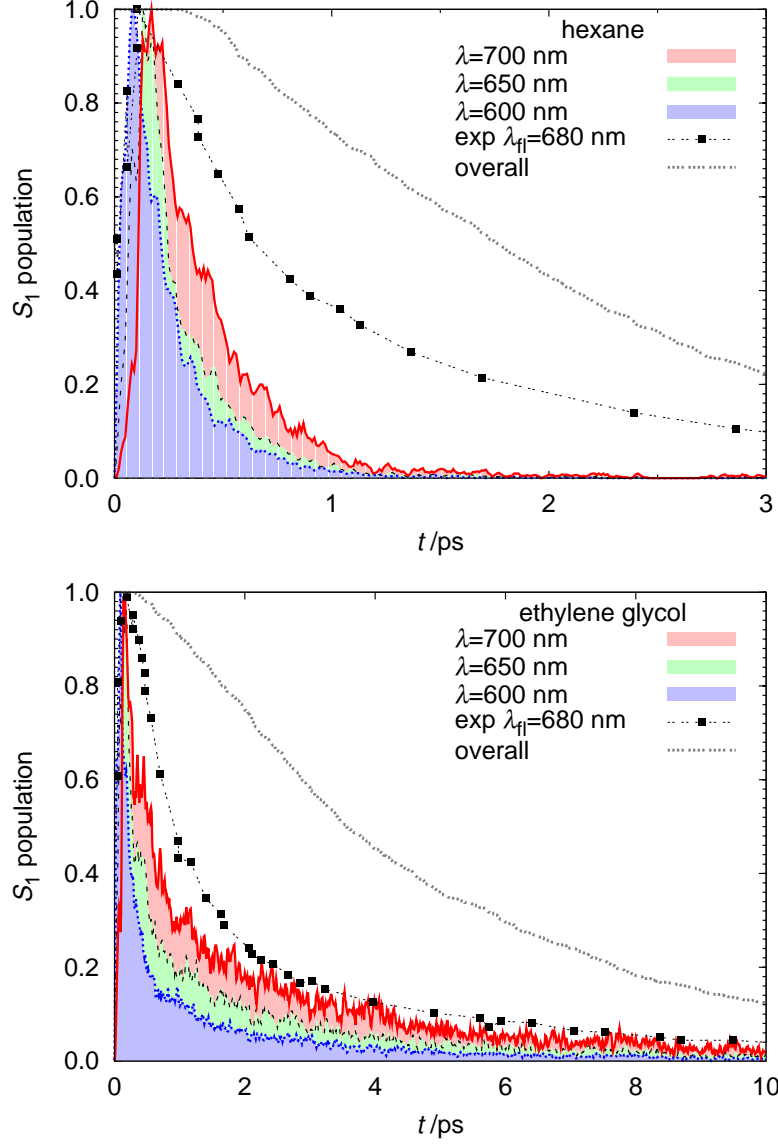 1.0
0.8
0.6
0.4
0.2
0.0
S1 population
hexane
λ=700 nm
λ=650 nm
λ=600 nm
exp λfl=680 nm
overall
0
1
2
3
t /ps
1.0
0.8
0.6
0.4
0.2
0.0
S1 population
ethylene glycol
λ=700 nm
λ=650 nm
λ=600 nm
exp λfl=680 nm
overall
0
2
4
6
8
10
t /ps